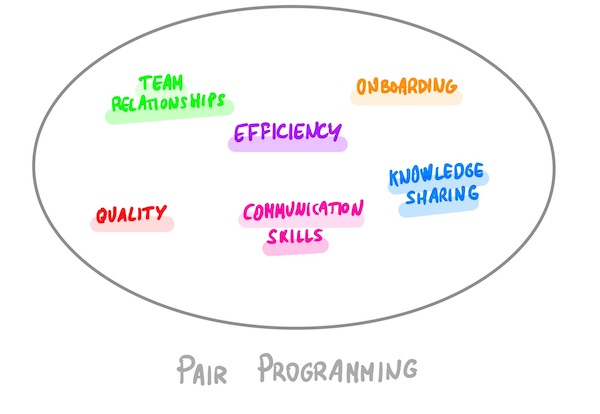 TEAM
RELATIONSHIPS
ONBOARDING
EFFICIENCY
KNOWLEDGE
SHARING
QUALITY
COMMUNICATION
SKILLS
PAIR PROGRAMMING